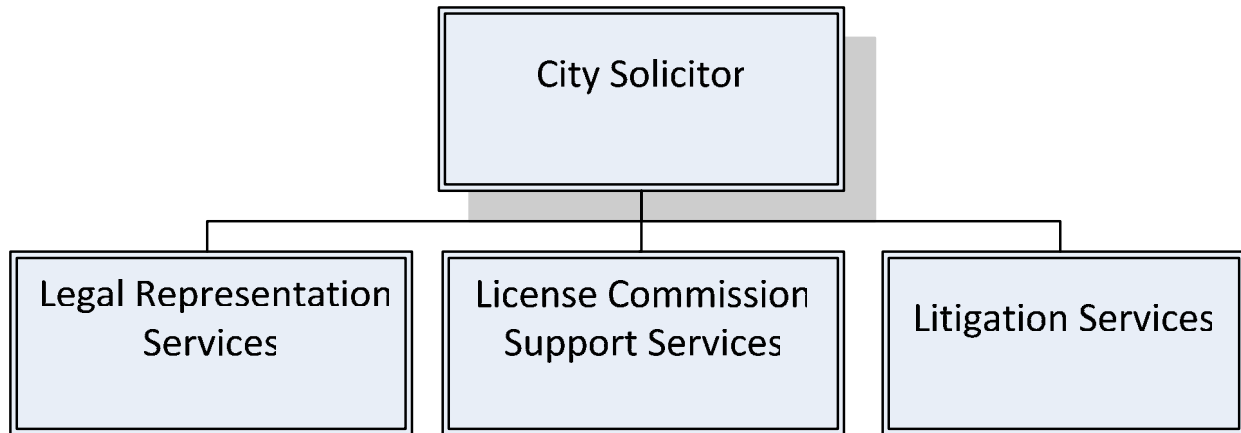 City Solicitor
Legal Representation
Services
License Commission
Support Services
Litigation Services